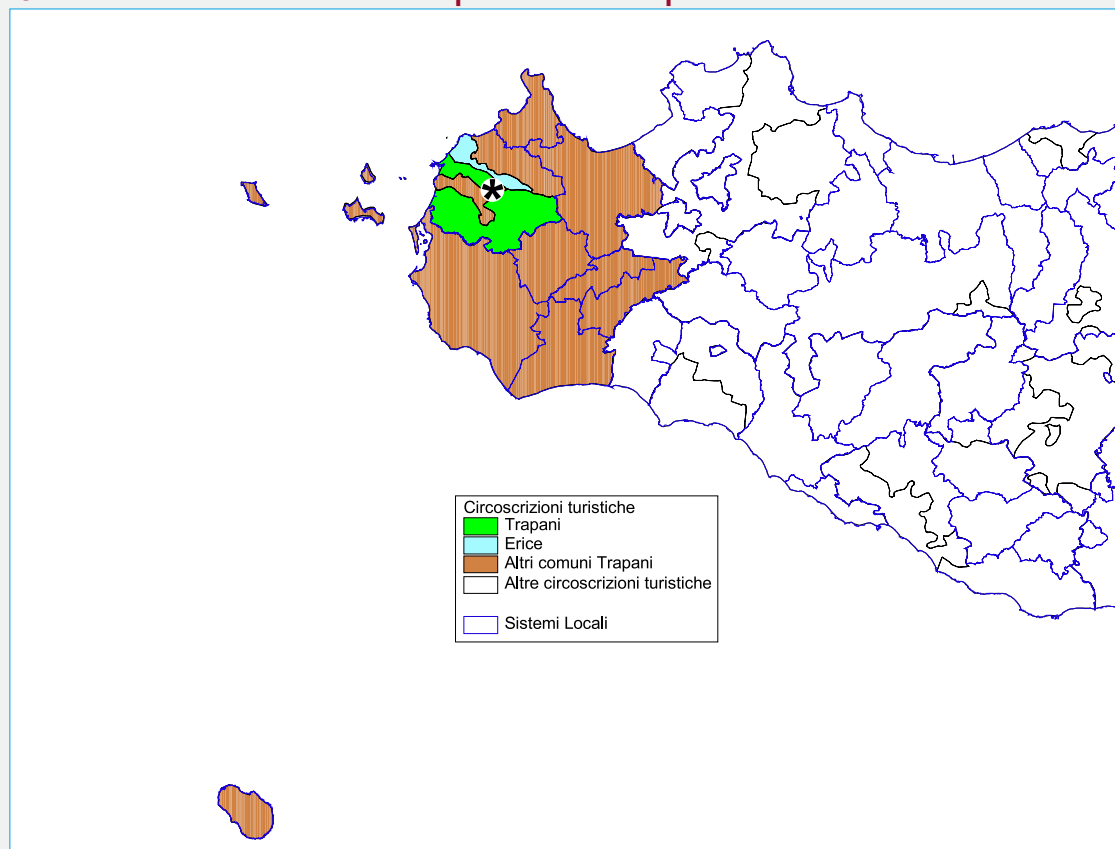 Circoscrizioni turistiche
Trapani
Erice
Altri comuni Trapani
Altre circoscrizioni turistiche
Sistemi Locali
*